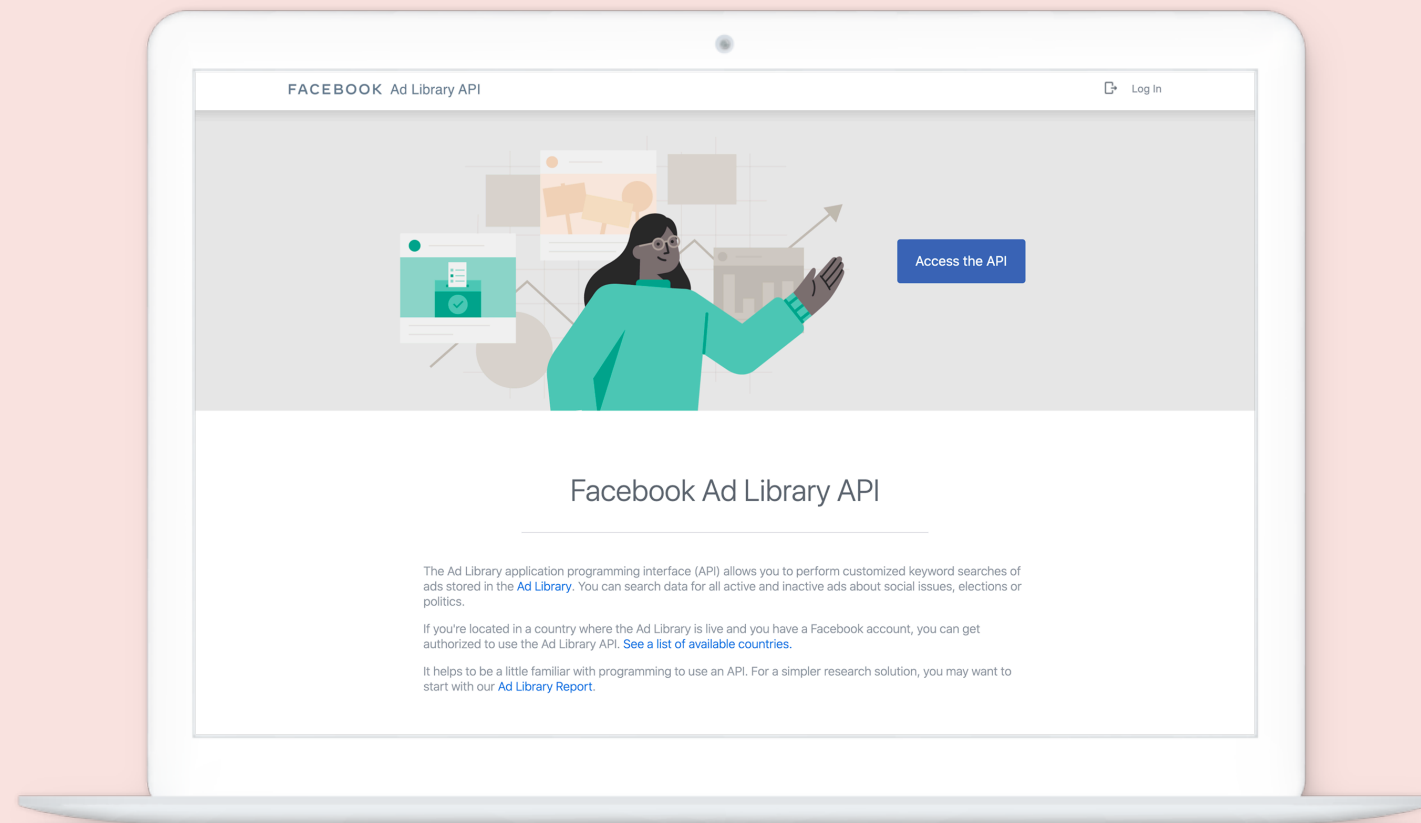 FACEBOOK Ad Library API
Log In
Access the API
Facebook Ad Library API
The Ad Library application programming interface (API) allows you to perform customized keyword searches of
ads stored in the Ad Library. You can search data for all active and inactive ads about social issues, elections or
politics.
If you're located in a country where the Ad Library is live and you have a Facebook account, you can get
authorized to use the Ad Library API. See a list of available countries.
It helps to be a little familiar with programming to use an API. For a simpler research solution, you may want to
start with our Ad Library Report.